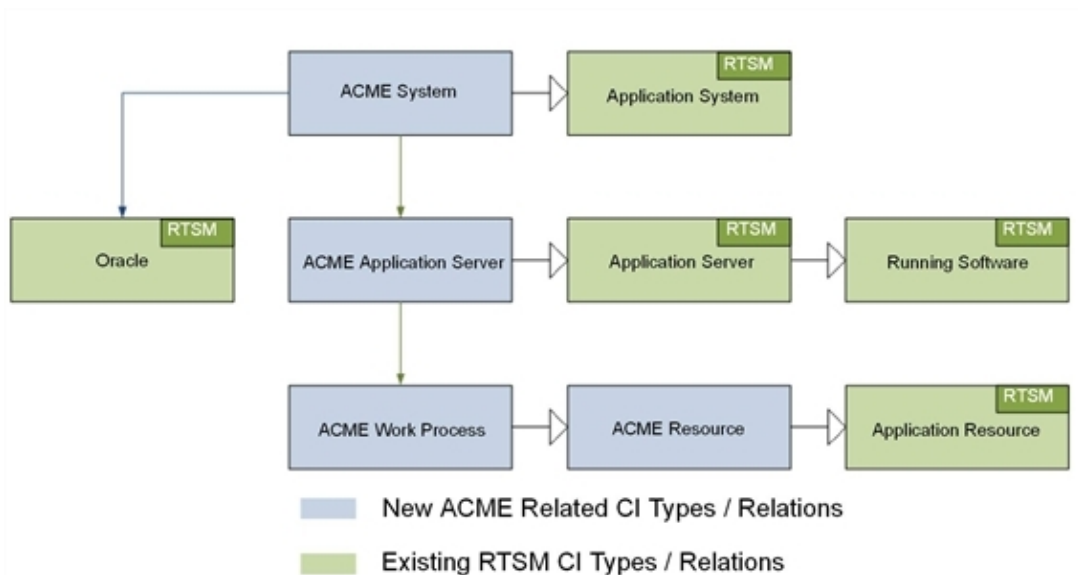 RTSM
ACME System
Application System
RTSM
Oracle
ACME Application Server
RTSM
Application Server
RTSM
Running Software
ACME Work Process
ACME Resource
RTSM
Application Resource
New ACME Related CI Types / Relations
Existing RTSM CI Types / Relations